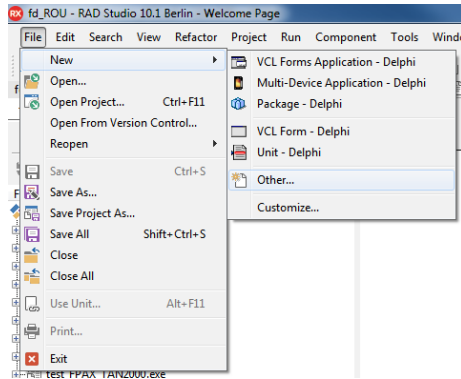 fd_ROU - RAD Studio 10.1 Berlin - Welcome Page
File Edit Search View Refactor Project Run Component Tools
New
Open...
Open Project... Ctrl+F11
Open From Version Control...
Reopen
Save Ctrl+S
Save As...
Save Project As...
Save All Shift+Ctrl+S
Close
Close All
Use Unit... Alt+F11
Print...
Exit
VCL Forms Application - Delphi
Multi-Device Application - Delphi
Package - Delphi
VCL Form - Delphi
Unit - Delphi
Other...
Customize...
test_FPAX_TAN2000.exe